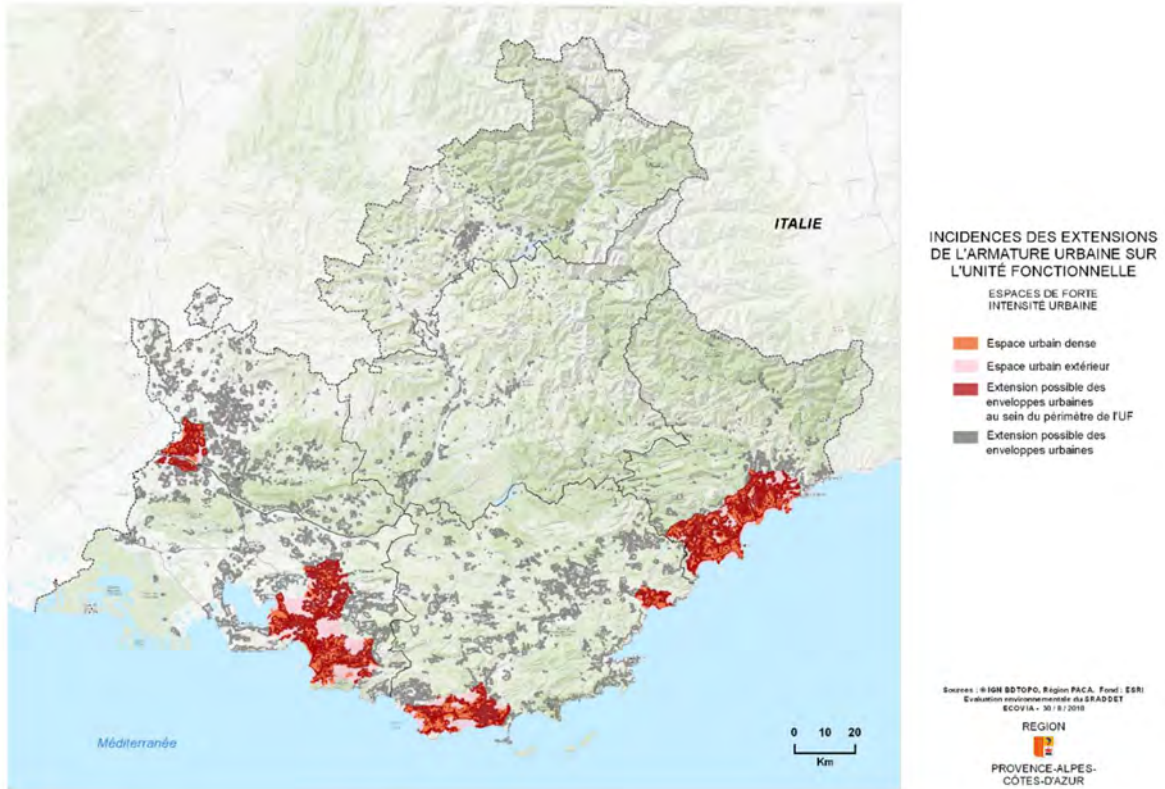 ITALIE
Méditerranée
0 10 20
Km
INCIDENCES DES EXTENSIONS
DE L'ARMATURE URBAINE SUR
L'UNITÉ FONCTIONNELLE
ESPACES DE FORTE
INTENSITÉ URBAINE
Espace urbain dense
Espace urbain extérieur
Extension possible des
enveloppes urbaines
au sein du périmètre de l'UF
Extension possible des
enveloppes urbaines
Sources : © IGN BDTOPO, Région PACA, Fond : ESRI
Evaluation environnementale du SRADDET
ECOVIA - 30 / 8 / 2018
REGION
PROVENCE-ALPES-
CÔTES-D'AZUR